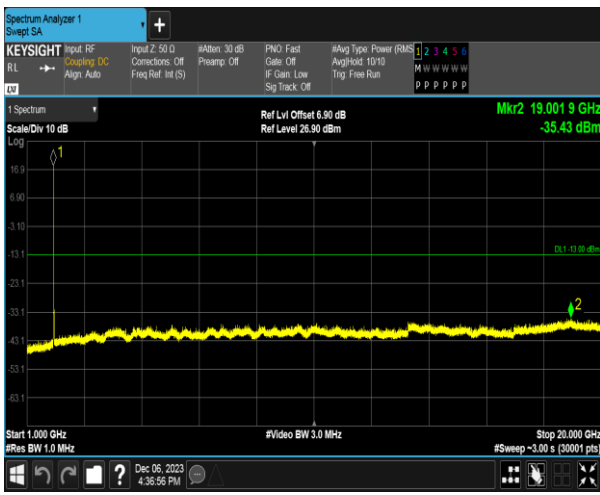 Spectrum Analyzer 1
Swept SA
+
KEYSIGHT
RL
LXI
Input: RF
Coupling: DC
Align: Auto
Input Z: 50 Ω
Corrections: Off
Freq Ref: Int (S)
#Atten: 30 dB
Preamp: Off
PNO: Fast
Gate: Off
IF Gain: Low
Sig Track: Off
#Avg Type: Power (RMS
Avg|Hold: 10/10
Trig: Free Run
1 2 3 4 5 6
M W W W W W
P P P P P P
1 Spectrum
Scale/Div 10 dB
Ref Lvl Offset 6.90 dB
Ref Level 26.90 dBm
Mkr2 19.001 9 GHz
-35.43 dBm
Log
1
16.9
6.90
-3.10
DL1 -13.00 dBm
-13.1
-23.1
2
-33.1
-43.1
-53.1
-63.1
Start 1.000 GHz
#Res BW 1.0 MHz
#Video BW 3.0 MHz
Stop 20.000 GHz
#Sweep ~3.00 s (30001 pts)
?
Dec 06, 2023
4:36:56 PM